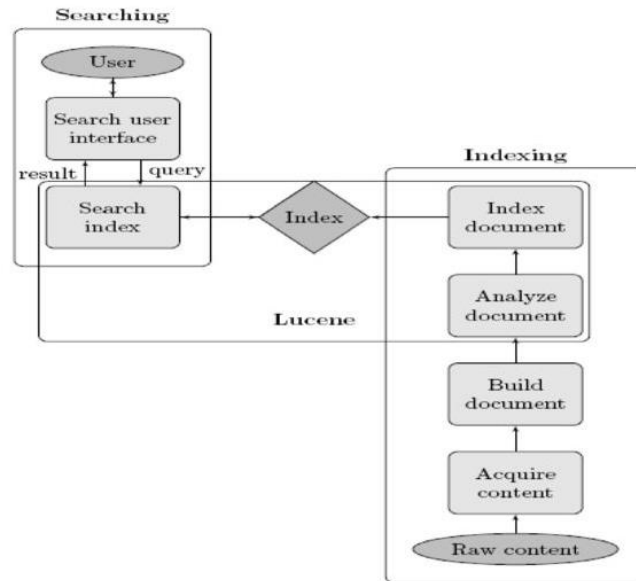 Searching
User
Search user
interface
result
query
Indexing
Search
index
Index
Index
document
Analyze
document
Lucene
Build
document
Acquire
content
Raw content